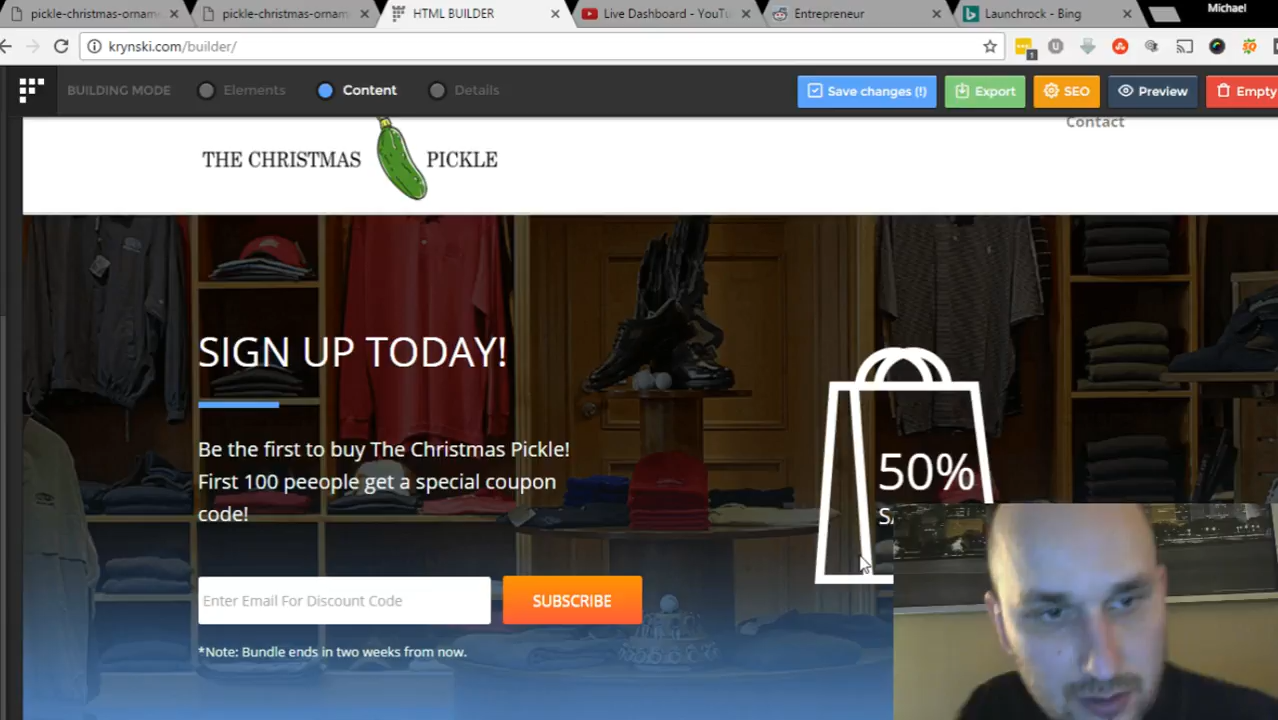 pickle-christmas-ornam
pickle-christmas-ornam
HTML BUILDER
Live Dashboard - YouTu
Entrepreneur
Launchrock - Bing
Michael
krynski.com/builder/
1
BUILDING MODE
Elements
Content
Details
Save changes (!)
Export
SEO
Preview
Empty
Contact
THE CHRISTMAS PICKLE
SIGN UP TODAY!
Be the first to buy The Christmas Pickle!
First 100 peeople get a special coupon
code!
50%
Enter Email For Discount Code
SUBSCRIBE
*Note: Bundle ends in two weeks from now.